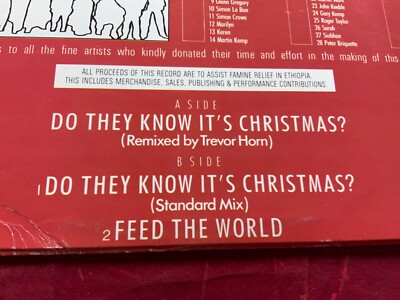 9 Glenn Gregory
10 Simon Le Bon
11 Simon Crowe
12 Marilyn
13 Keren
14 Martin Kemp
23 John Keeble
24 Gary Kemp
25 Roger Taylor
26 Sarah
27 Siobhan
28 Peter Briquette
s to all the fine artists who kindly donated their time and effort in the making of this
ALL PROCEEDS OF THIS RECORD ARE TO ASSIST FAMINE RELIEF IN ETHIOPIA.
THIS INCLUDES MERCHANDISE, SALES, PUBLISHING & PERFORMANCE CONTRIBUTIONS.
A SIDE
DO THEY KNOW IT'S CHRISTMAS?
(Remixed by Trevor Horn)
B SIDE
1 DO THEY KNOW IT'S CHRISTMAS?
(Standard Mix)
2 FEED THE WORLD